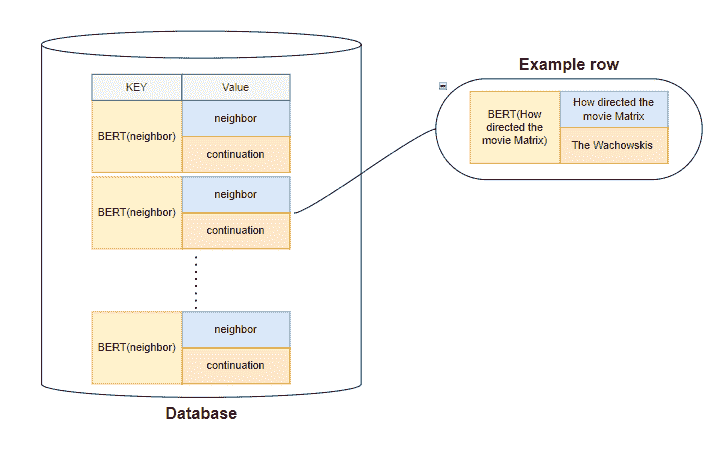 Example row
KEY
Value
BERT(neighbor)
neighbor
continuation
BERT(neighbor)
neighbor
continuation
BERT(neighbor)
neighbor
continuation
Database
BERT(How
directed the
movie Matrix)
How directed the
movie Matrix
The Wachowskis